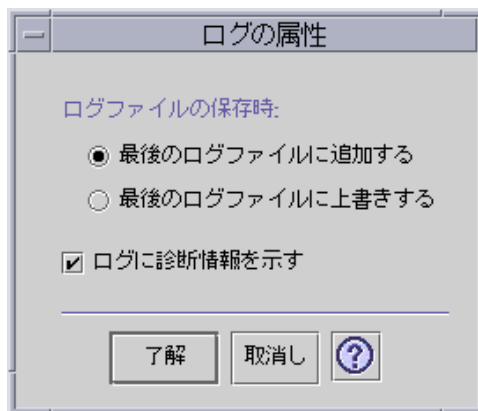 ログの属性
ログファイルの保存時:
最後のログファイルに追加する
最後のログファイルに上書きする
ログに診断情報を示す
了解
取消し
?